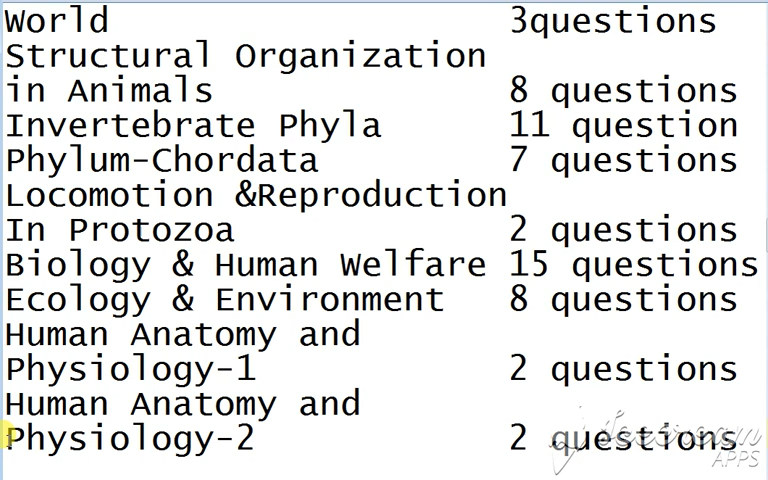 World 3questions
Structural Organization
in Animals 8 questions
Invertebrate Phyla 11 question
Phylum-Chordata 7 questions
Locomotion &Reproduction
In Protozoa 2 questions
Biology & Human Welfare 15 questions
Ecology & Environment 8 questions
Human Anatomy and
Physiology-1 2 questions
Human Anatomy and
Physiology-2 2 questions
Icecream
APPS